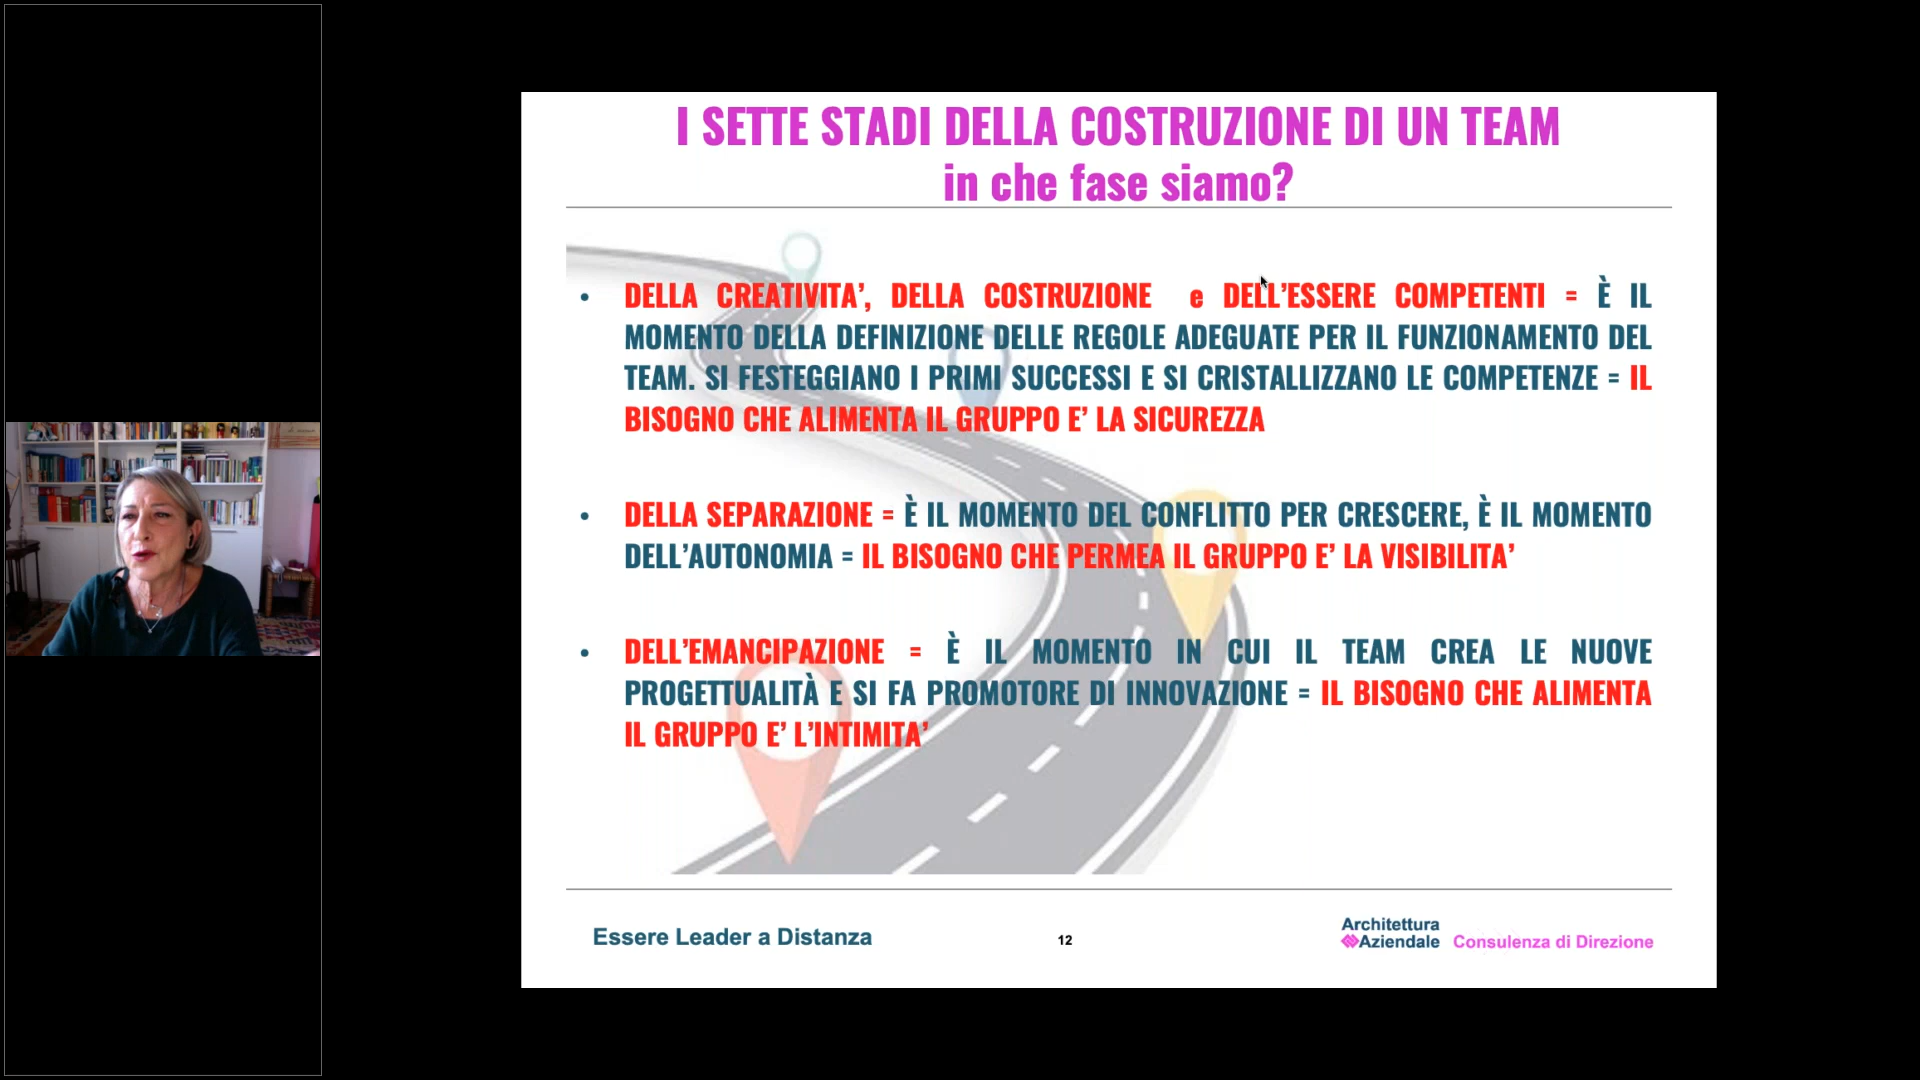 I SETTE STADI DELLA COSTRUZIONE DI UN TEAM
in che fase siamo?
• DELLA CREATIVITA’, DELLA COSTRUZIONE e DELL’ESSERE COMPETENTI = È IL
MOMENTO DELLA DEFINIZIONE DELLE REGOLE ADEGUATE PER IL FUNZIONAMENTO DEL
TEAM. SI FESTEGGIANO I PRIMI SUCCESSI E SI CRISTALLIZZANO LE COMPETENZE = IL
BISOGNO CHE ALIMENTA IL GRUPPO E’ LA SICUREZZA
• DELLA SEPARAZIONE = È IL MOMENTO DEL CONFLITTO PER CRESCERE, È IL MOMENTO
DELL’AUTONOMIA = IL BISOGNO CHE PERMEA IL GRUPPO E’ LA VISIBILITA’
• DELL’EMANCIPAZIONE = È IL MOMENTO IN CUI IL TEAM CREA LE NUOVE
PROGETTUALITÀ E SI FA PROMOTORE DI INNOVAZIONE = IL BISOGNO CHE ALIMENTA
IL GRUPPO E’ L’INTIMITA’
Essere Leader a Distanza
12
Architettura
Aziendale Consulenza di Direzione